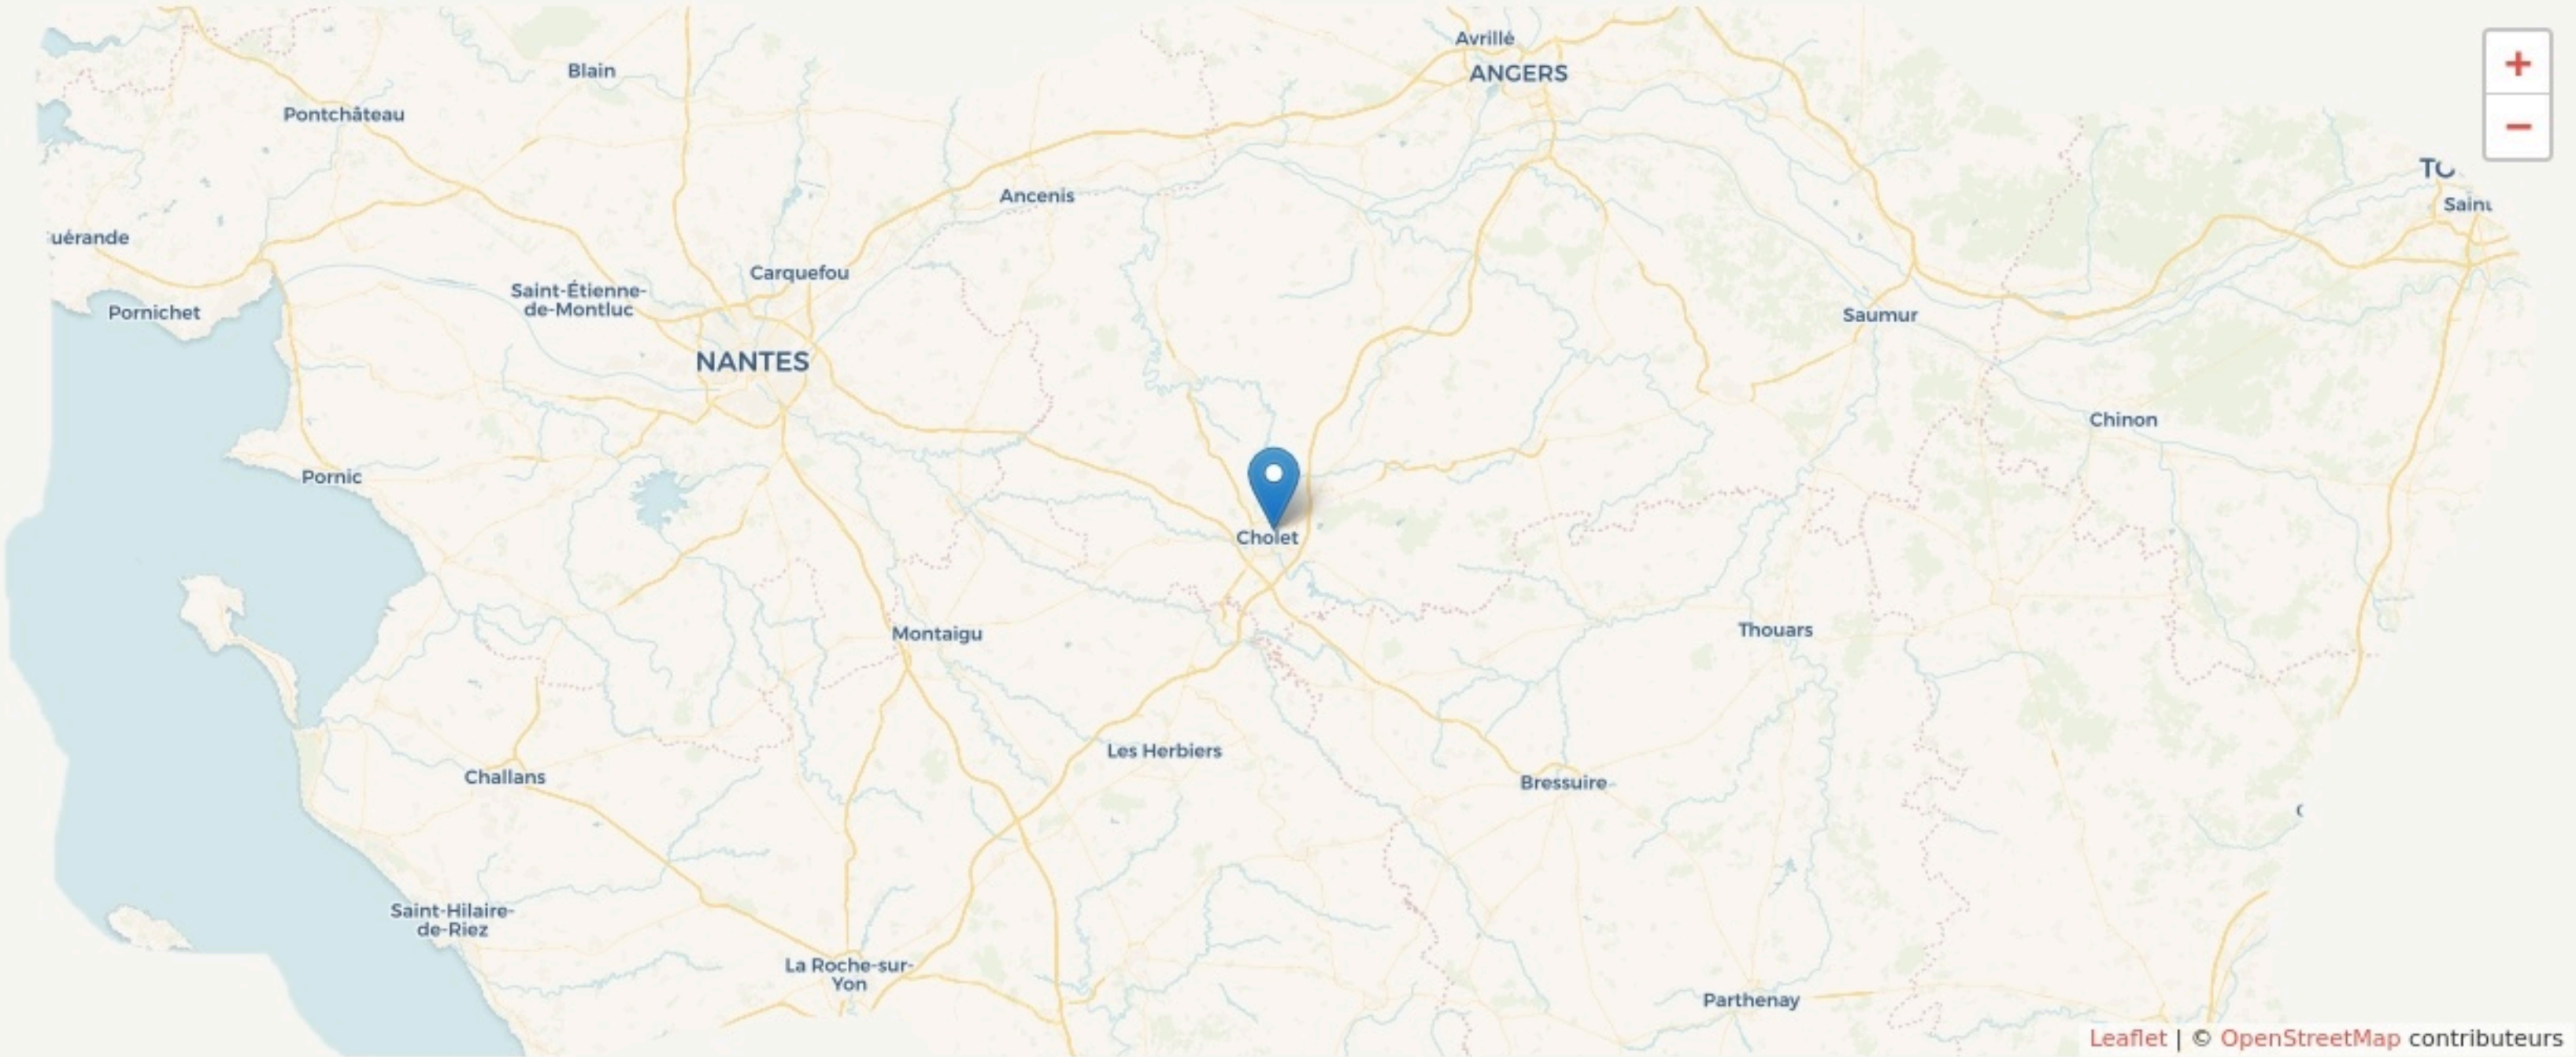 Avrillé
ANGERS
Blain
Pontchâteau
Ancenis
uérande
Carquefou
Saint-Étienne-
de-Montluc
Pornichet
Saumur
NANTES
Chinon
Pornic
Cholet
Montaigu
Thouars
Les Herbiers
Challans
Bressuire
Saint-Hilaire-
de-Riez
La Roche-sur-
Yon
Parthenay
+
−
Leaflet | © OpenStreetMap contributeurs